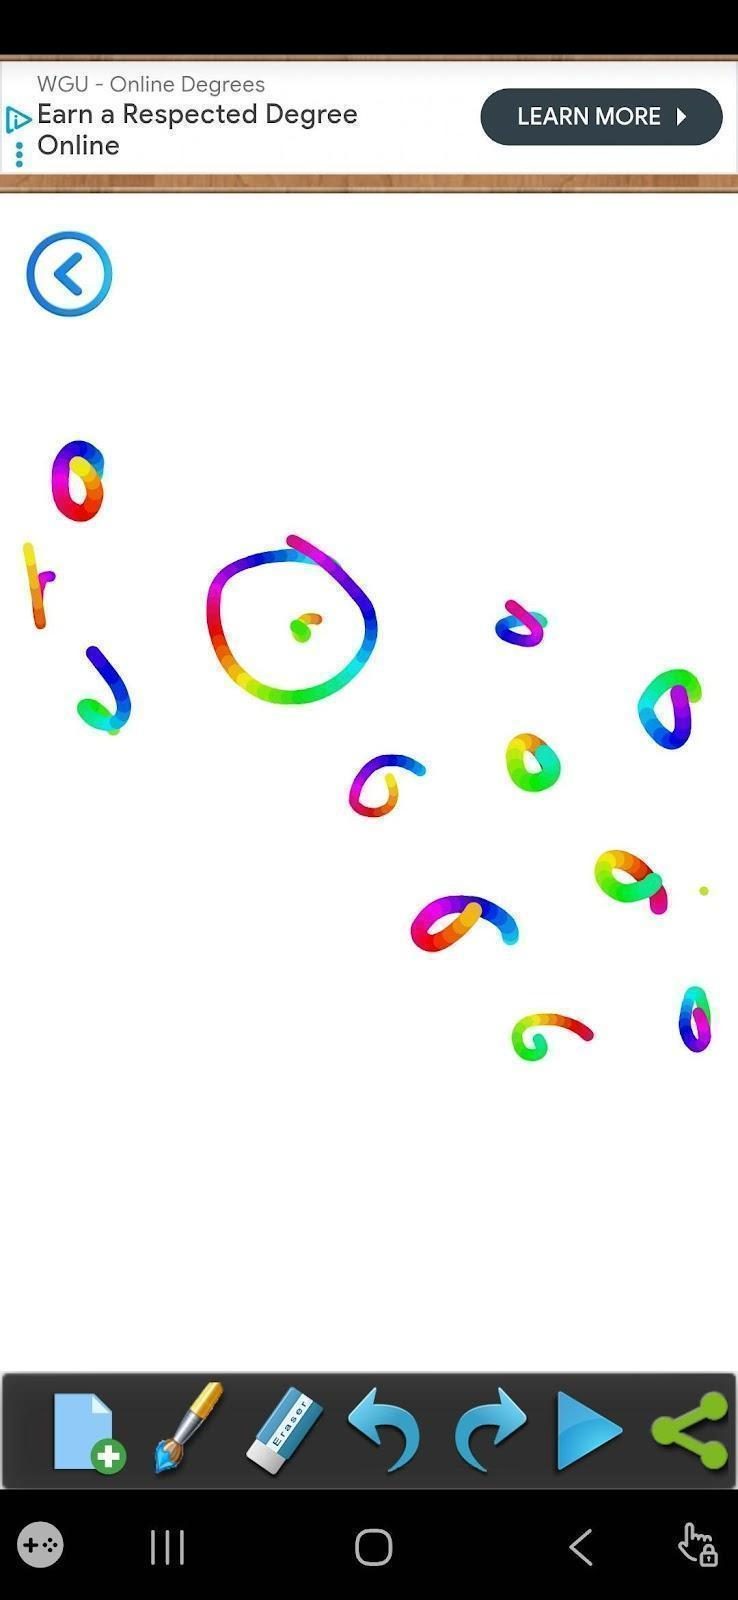 WGU - Online Degrees
Earn a Respected Degree
Online
LEARN MORE
Eraser